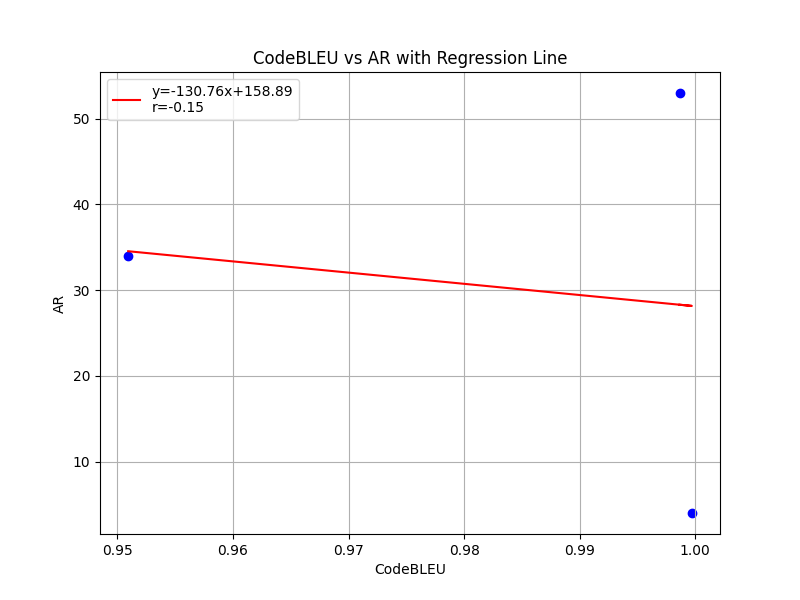 CodeBLEU vs AR with Regression Line
y=-130.76x+158.89
r=-0.15
50
40
30
20
10
AR
0.95 0.96 0.97 0.98 0.99 1.00
CodeBLEU